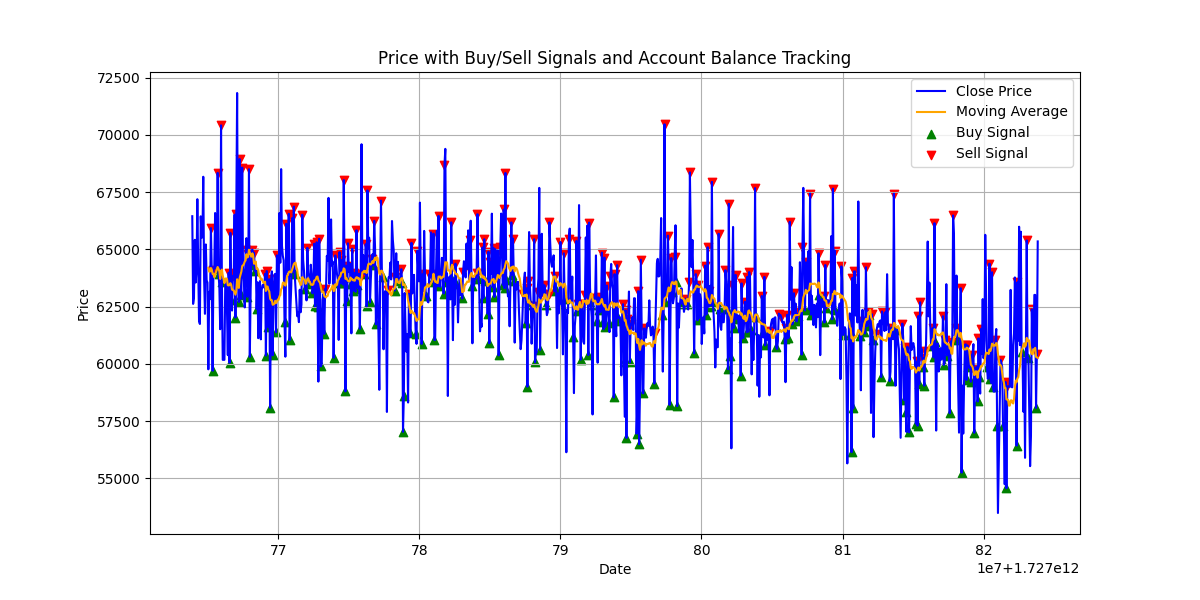 Price with Buy/Sell Signals and Account Balance Tracking
72500
70000
67500
65000
62500
60000
57500
55000
Price
Close Price
Moving Average
Buy Signal
Sell Signal
77 78 79 80 81 82
1e7+1.727e12
Date